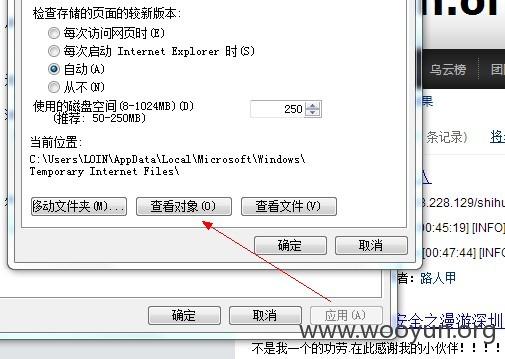 检查存储的页面的较新版本:
每次访问网页时(E)
每次启动 Internet Explorer 时(S)
自动(A)
从不(N)
使用的磁盘空间(8-1024MB)(D)
(推荐: 50-250MB)
250
当前位置:
C:\Users\LOIN\AppData\Local\Microsoft\Windows\
Temporary Internet Files\
移动文件夹(M)...
查看对象(O)
查看文件(V)
确定
取消
确定
取消
应用(A)
乌云榜
团
果
条记录)
3.228.129/shihu
00:45:19] [INFO]
00:47:44] [INFO]
者: 路人甲
安全之漫游深圳
www.wooyun.org
不是我一个的功劳.在此感谢我的小伙伴!!!!